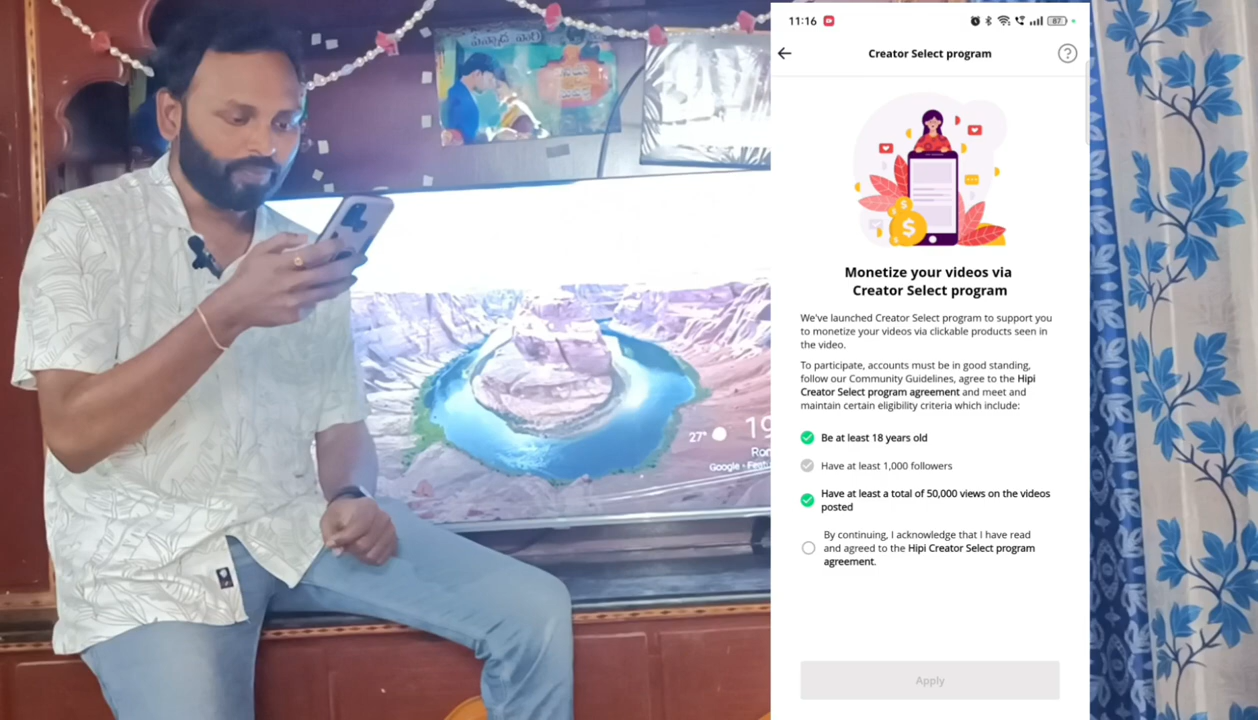 11:16
87
Creator Select program
?
Monetize your videos via
Creator Select program
We've launched Creator Select program to support you
to monetize your videos via clickable products seen in
the video.
To participate, accounts must be in good standing,
follow our Community Guidelines, agree to the Hipi
Creator Select program agreement and meet and
maintain certain eligibility criteria which include:
Be at least 18 years old
Have at least 1,000 followers
Have at least a total of 50,000 views on the videos
posted
By continuing, I acknowledge that I have read
and agreed to the Hipi Creator Select program
agreement.
Apply
27°
19
Ron
Google